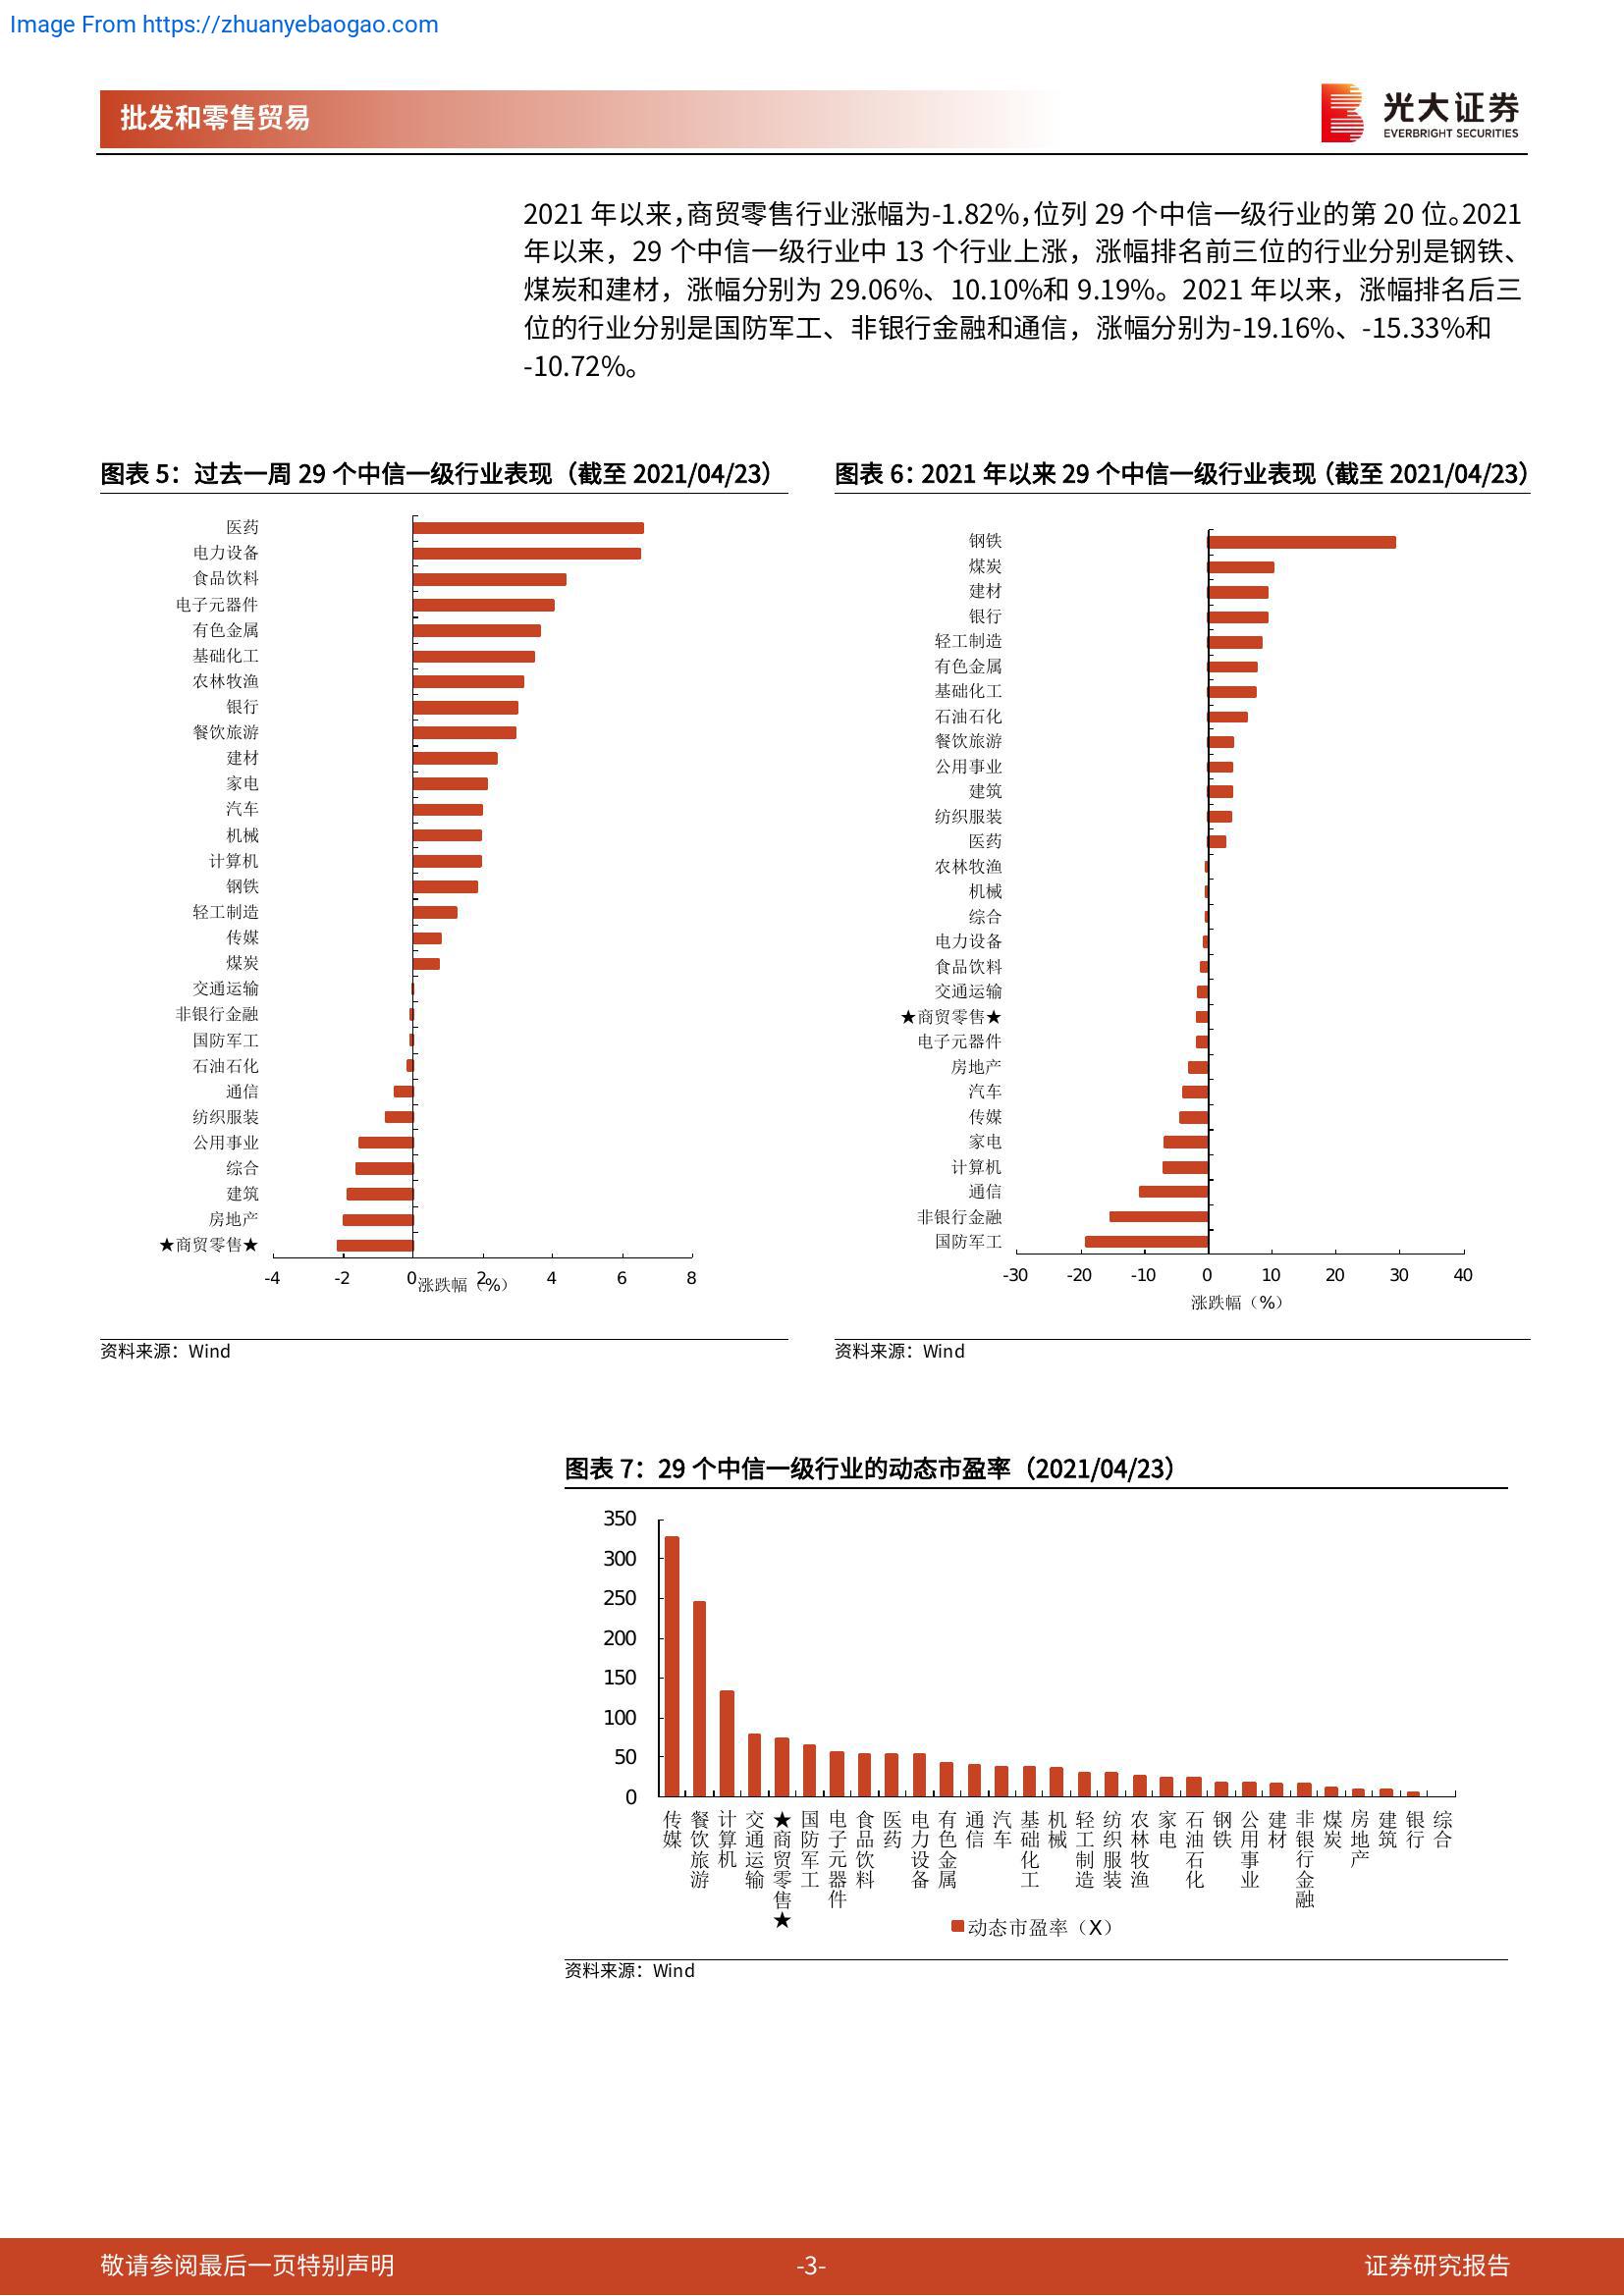 Image From https://zhuanyebaogao.com
批发和零售贸易
光大证券
EVERBRIGHT SECURITIES
2021 年以来，商贸零售行业涨幅为-1.82%，位列 29 个中信一级行业的第 20 位。2021
年以来，29 个中信一级行业中 13 个行业上涨，涨幅排名前三位的行业分别是钢铁、
煤炭和建材，涨幅分别为 29.06%、10.10%和 9.19%。2021 年以来，涨幅排名后三
位的行业分别是国防军工、非银行金融和通信，涨幅分别为-19.16%、-15.33%和
-10.72%。
图表 5：过去一周 29 个中信一级行业表现（截至 2021/04/23）
医药
电力设备
食品饮料
电子元器件
有色金属
基础化工
农林牧渔
银行
餐饮旅游
建材
家电
汽车
机械
计算机
钢铁
轻工制造
传媒
煤炭
交通运输
非银行金融
国防军工
石油石化
通信
纺织服装
公用事业
综合
建筑
房地产
★商贸零售★
-4 -2 0 2 4 6 8
涨跌幅（%）
资料来源：Wind
图表 6：2021 年以来 29 个中信一级行业表现（截至 2021/04/23）
钢铁
煤炭
建材
银行
轻工制造
有色金属
基础化工
石油石化
餐饮旅游
公用事业
建筑
纺织服装
医药
农林牧渔
机械
综合
电力设备
食品饮料
交通运输
★商贸零售★
电子元器件
房地产
汽车
传媒
家电
计算机
通信
非银行金融
国防军工
-30 -20 -10 0 10 20 30 40
涨跌幅（%）
资料来源：Wind
图表 7：29 个中信一级行业的动态市盈率（2021/04/23）
350
300
250
200
150
100
50
0
传媒
餐饮旅游
计算机
交通运输
★商贸零售★
国防军工
电子元器件
食品饮料
医药
电力设备
有色金属
通信
汽车
基础化工
机械
轻工制造
纺织服装
农林牧渔
家电
石油石化
钢铁
公用事业
建材
非银行金融
煤炭
房地产
建筑
银行
综合
动态市盈率（X）
资料来源：Wind
敬请参阅最后一页特别声明
-3-
证券研究报告